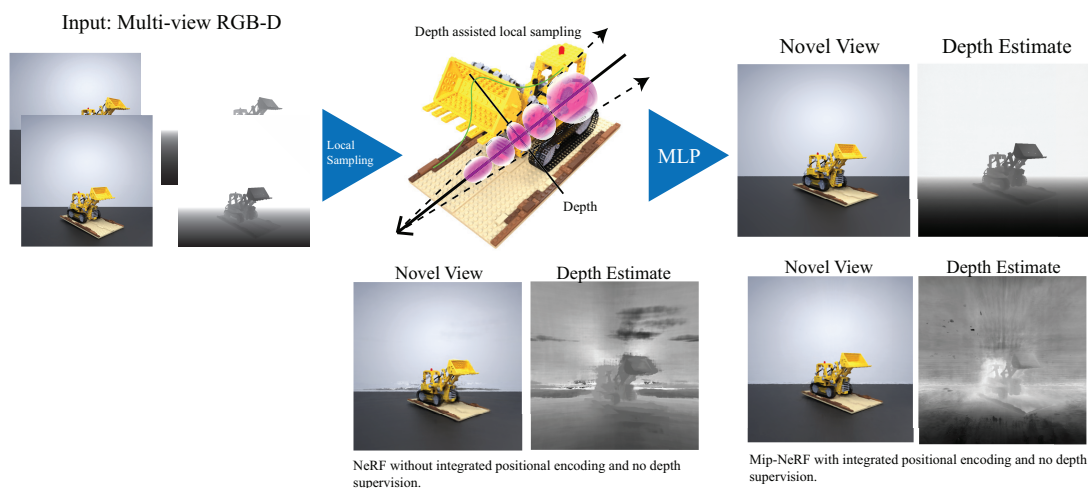 Input: Multi-view RGB-D
Depth assisted local sampling
Local
Sampling
Depth
MLP
Novel View
Depth Estimate
Novel View
Depth Estimate
NeRF without integrated positional encoding and no depth
supervision.
Novel View
Depth Estimate
Mip-NeRF with integrated positional encoding and no depth
supervision.